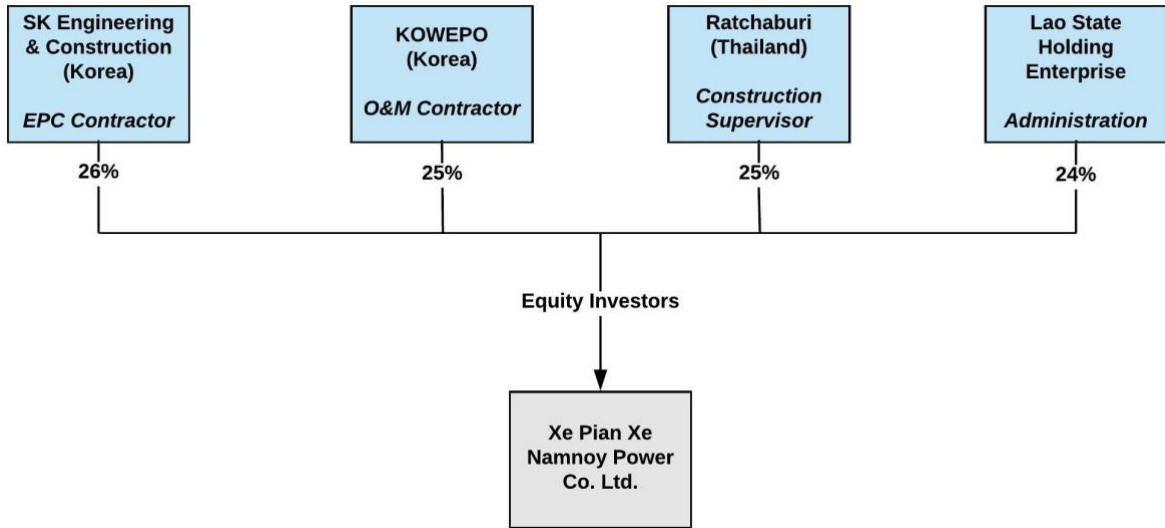 SK Engineering
& Construction
(Korea)
EPC Contractor
KOWEPO
(Korea)
O&M Contractor
Ratchaburi
(Thailand)
Construction
Supervisor
Lao State
Holding
Enterprise
Administration
26%
25%
25%
24%
Equity Investors
Xe Pian Xe
Namnoy Power
Co. Ltd.